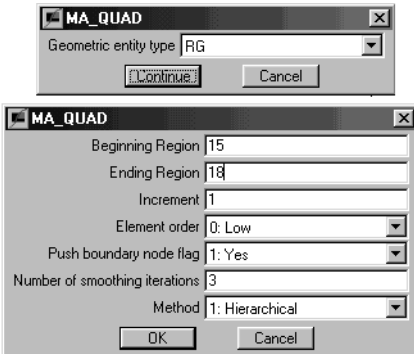 MA_QUAD
Geometric entity type RG
Continue Cancel
MA_QUAD
Beginning Region 15
Ending Region 18
Increment 1
Element order 0: Low
Push boundary node flag 1: Yes
Number of smoothing iterations 3
Method 1: Hierarchical
OK Cancel